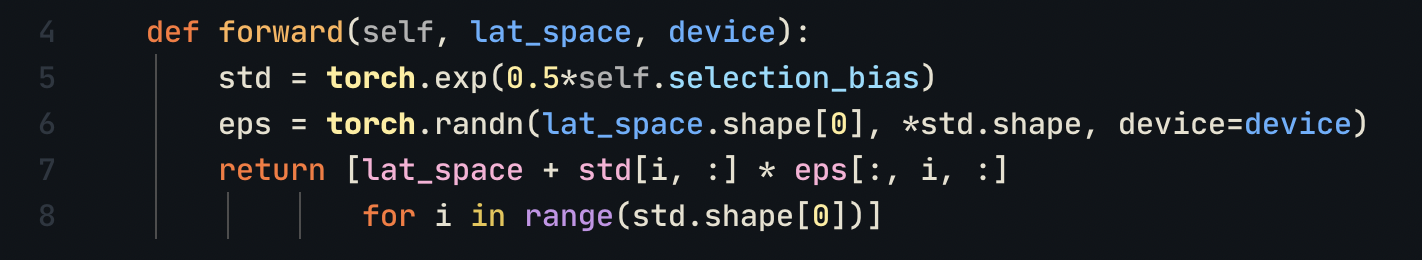 4 def forward(self, lat_space, device):
5 std = torch.exp(0.5*self.selection_bias)
6 eps = torch.randn(lat_space.shape[0], *std.shape, device=device)
7 return [lat_space + std[i, :] * eps[:, i, :]
8 for i in range(std.shape[0])]